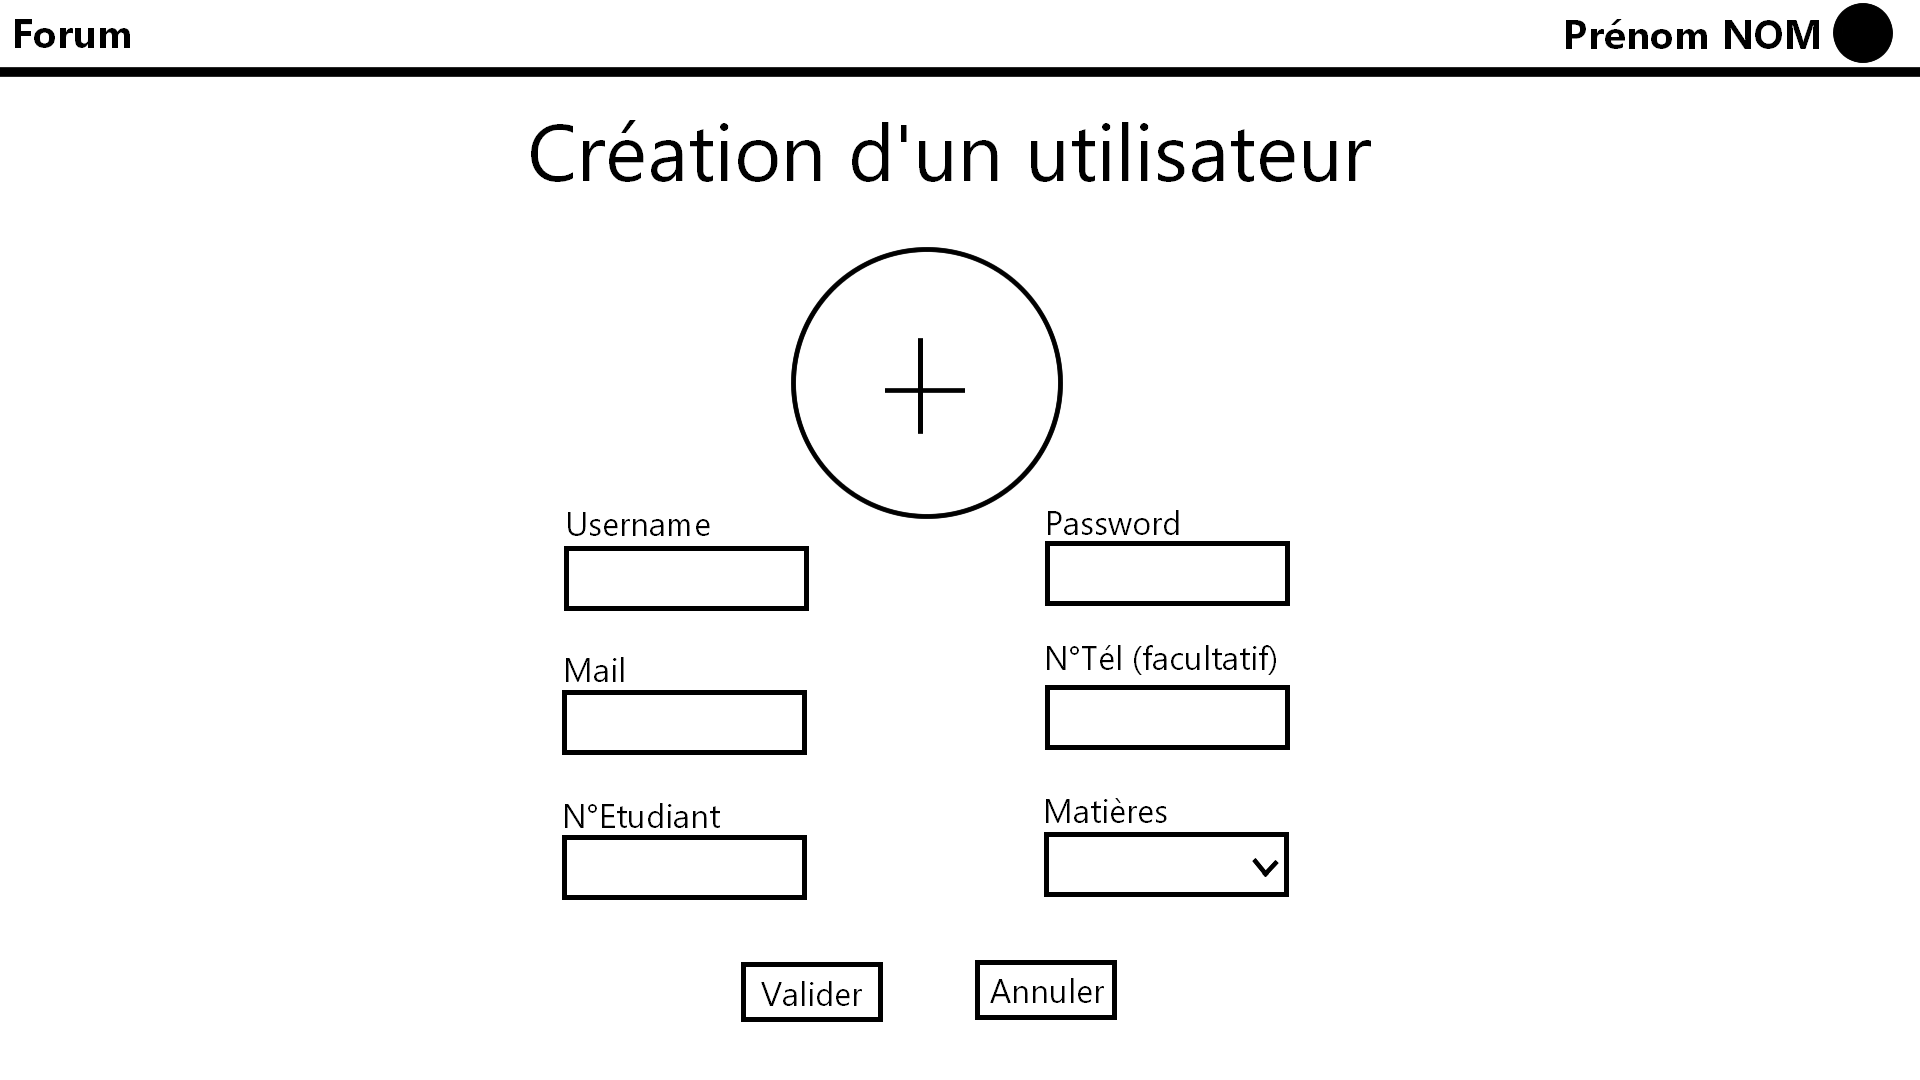 Forum
Prénom NOM
Création d'un utilisateur
Username
Password
Mail
N°Tél (facultatif)
N°Etudiant
Matières
Valider
Annuler